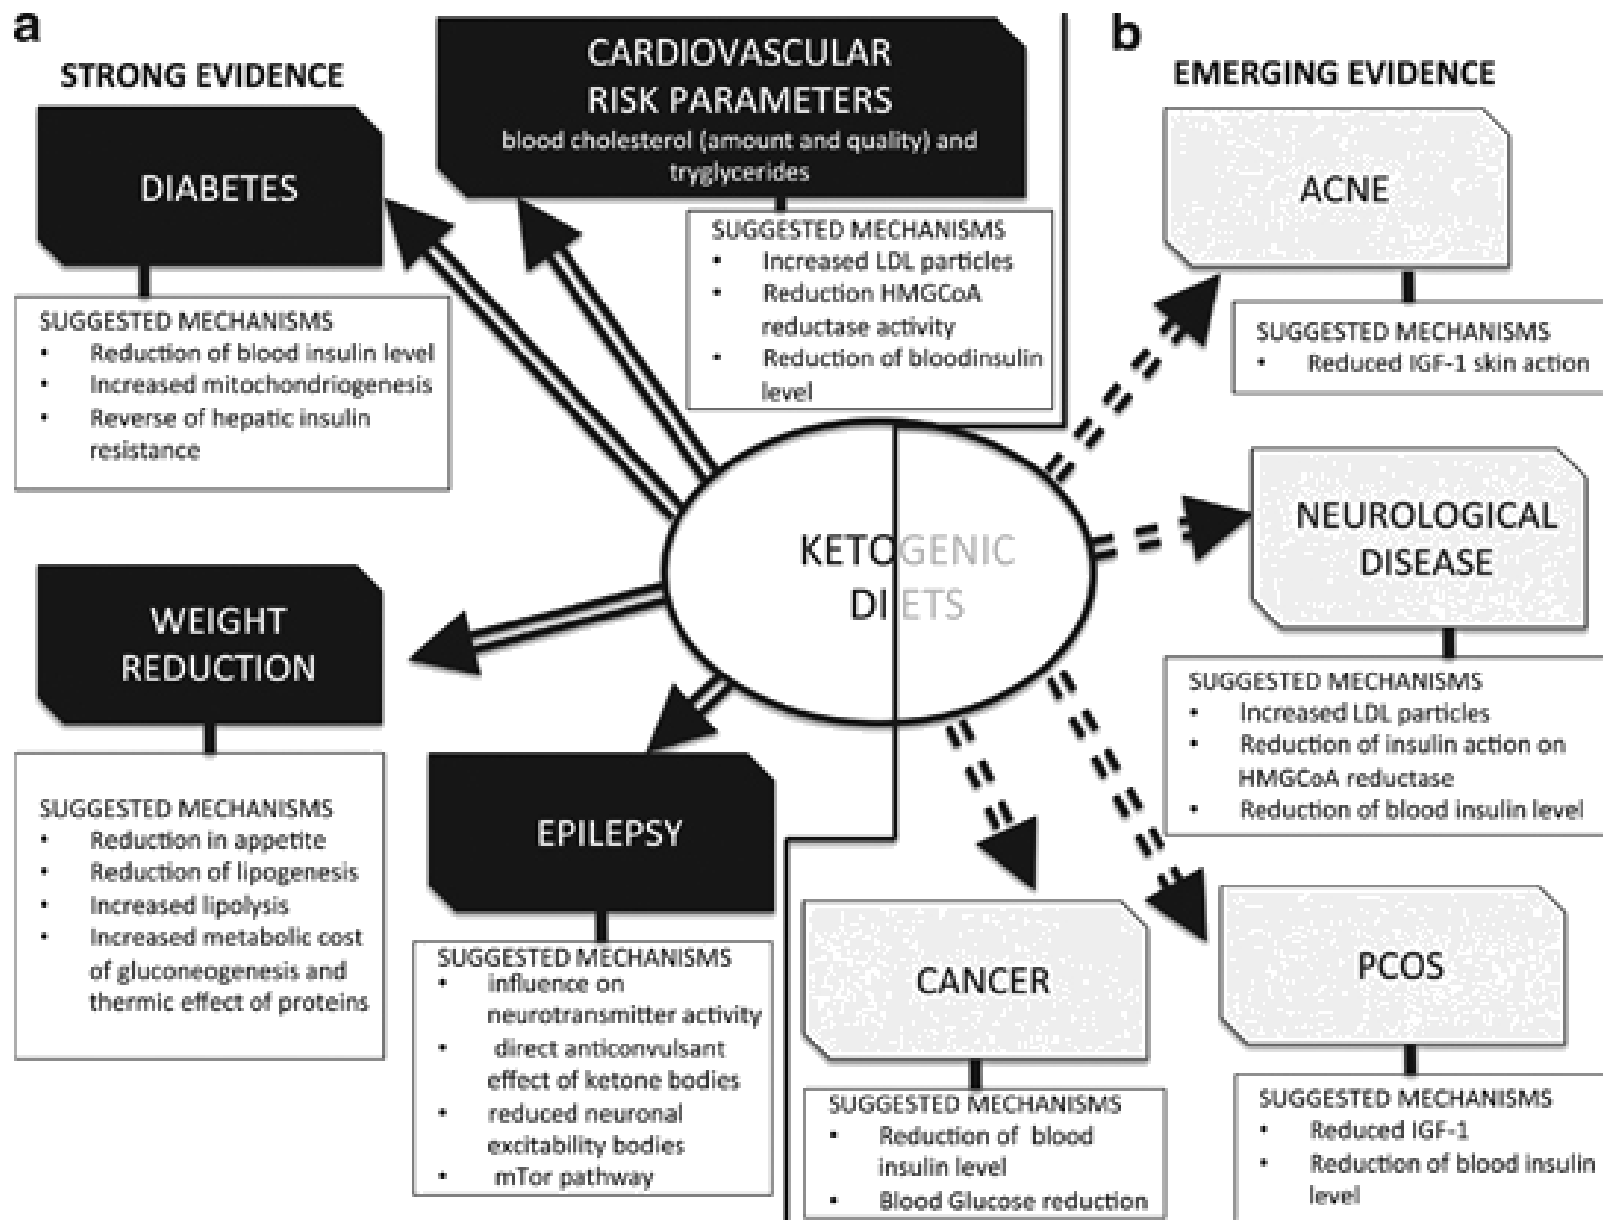 a
STRONG EVIDENCE
DIABETES
SUGGESTED MECHANISMS
• Reduction of blood insulin level
• Increased mitochondriogenesis
• Reverse of hepatic insulin
resistance
CARDIOVASCULAR
RISK PARAMETERS
blood cholesterol (amount and quality) and
tryglycerides
SUGGESTED MECHANISMS
• Increased LDL particles
• Reduction HMGCoA
reductase activity
• Reduction of bloodinsulin
level
WEIGHT
REDUCTION
SUGGESTED MECHANISMS
• Reduction in appetite
• Reduction of lipogenesis
• Increased lipolysis
• Increased metabolic cost
of gluconeogenesis and
thermic effect of proteins
EPILEPSY
SUGGESTED MECHANISMS
• influence on
neurotransmitter activity
• direct anticonvulsant
effect of ketone bodies
• reduced neuronal
excitability bodies
• mTor pathway
KETOGENIC
DIETS
b
EMERGING EVIDENCE
ACNE
SUGGESTED MECHANISMS
• Reduced IGF-1 skin action
NEUROLOGICAL
DISEASE
SUGGESTED MECHANISMS
• Increased LDL particles
• Reduction of insulin action on
HMGCoA reductase
• Reduction of blood insulin level
CANCER
SUGGESTED MECHANISMS
• Reduction of blood
insulin level
• Blood Glucose reduction
PCOS
SUGGESTED MECHANISMS
• Reduced IGF-1
• Reduction of blood insulin
level